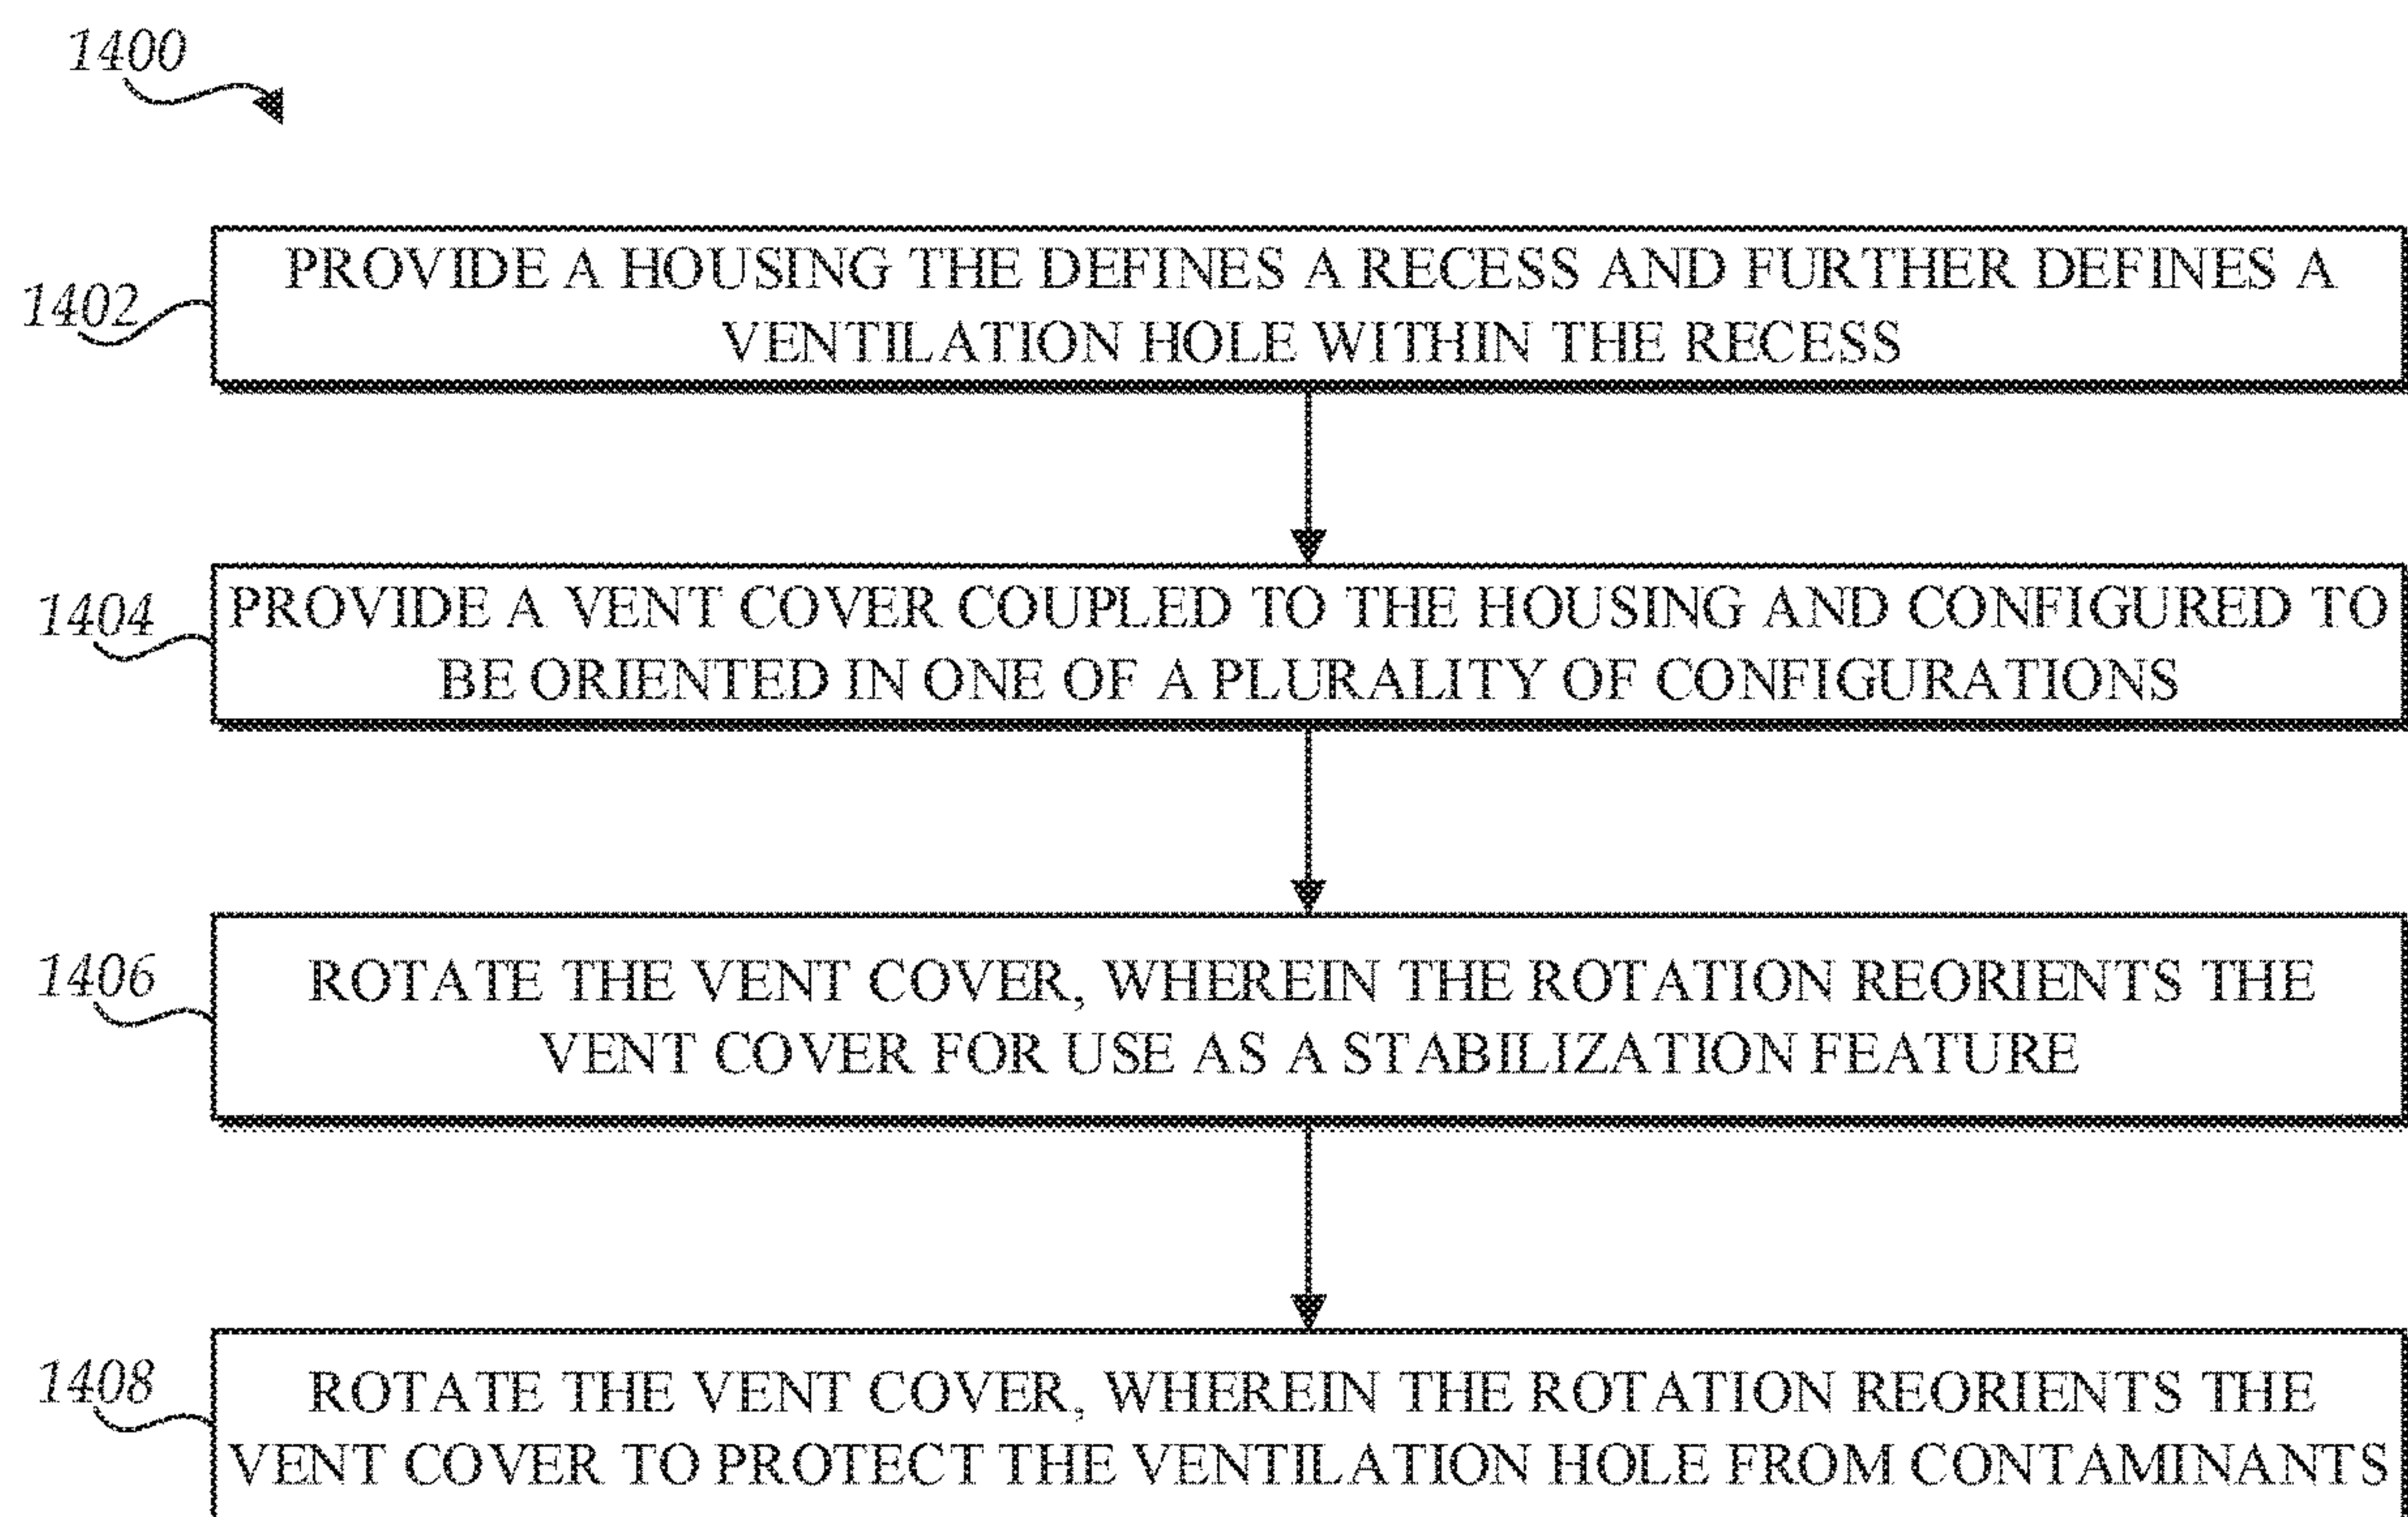 1400
1402
PROVIDE A HOUSING THE DEFINES A RECESS AND FURTHER DEFINES A
VENTILATION HOLE WITHIN THE RECESS
1404
PROVIDE A VENT COVER COUPLED TO THE HOUSING AND CONFIGURED TO
BE ORIENTED IN ONE OF A PLURALITY OF CONFIGURATIONS
1406
ROTATE THE VENT COVER, WHEREIN THE ROTATION REORIENTS THE
VENT COVER FOR USE AS A STABILIZATION FEATURE
1408
ROTATE THE VENT COVER, WHEREIN THE ROTATION REORIENTS THE
VENT COVER TO PROTECT THE VENTILATION HOLE FROM CONTAMINANTS